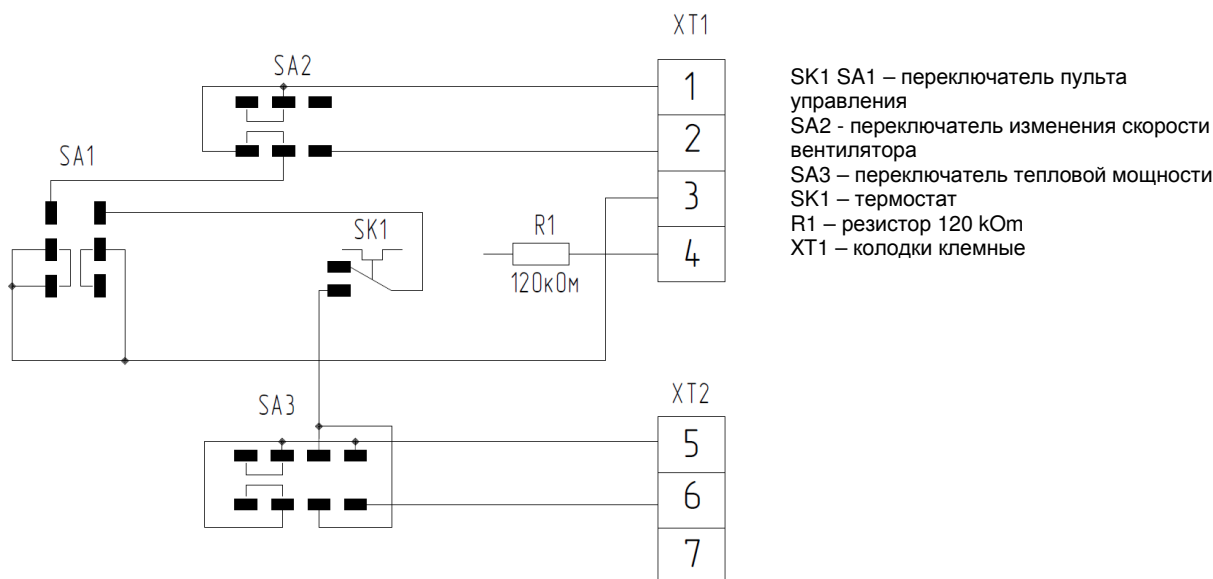 XT1
1
2
3
4
SA2
SA1
SK1
R1
120кОм
SA3
XT2
5
6
7
SK1 SA1 – переключатель пульта
управления
SA2 - переключатель изменения скорости
вентилятора
SA3 – переключатель тепловой мощности
SK1 – термостат
R1 – резистор 120 kOm
XT1 – колодки клемные